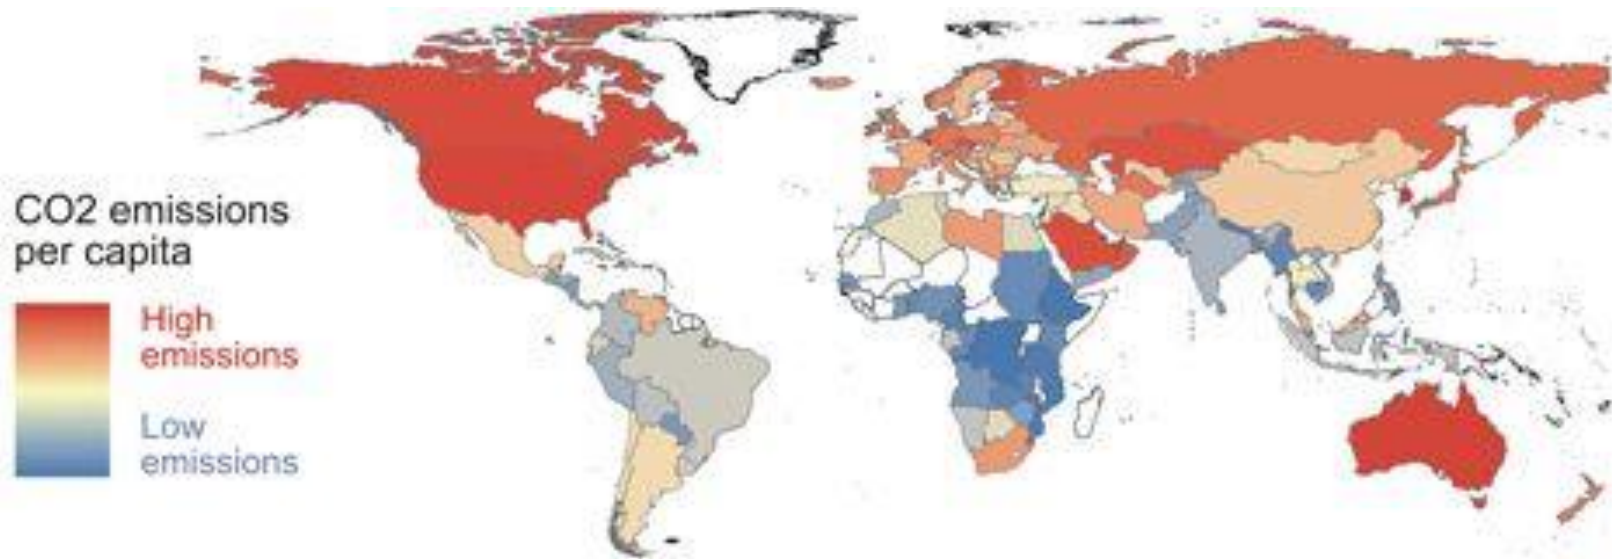 CO2 emissions
per capita
High
emissions
Low
emissions